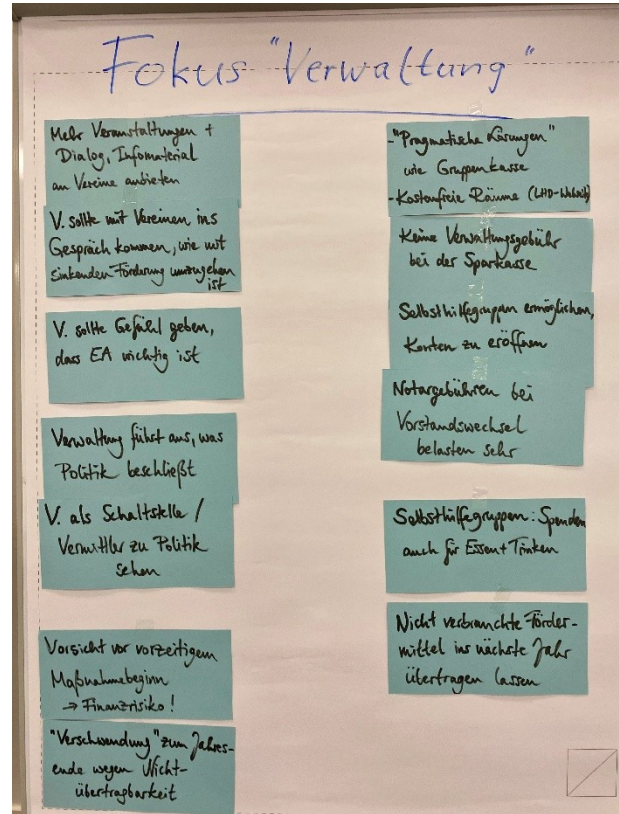 Fokus "Verwaltung"
Mehr Veranstaltungen +
Dialog, Infomaterial
an Vereine anbieten
V. sollte mit Vereinen ins
Gespräch kommen, wie mit
sinkenden Förderung umzugehen
ist
V. sollte Gefühl geben,
dass EA wichtig ist
Verwaltung führt aus, was
Politik beschließt
V. als Schaltstelle /
Vermittler zu Politik
sehen
Vorsicht vor vorzeitigem
Maßnahmebeginn
→ Finanzrisiko!
"Verschwendung" zum Jahres-
ende wegen Nicht-
übertragbarkeit
- "Pragmatische Lösungen"
wie Gruppenkasse
- Kostenfreie Räume (LHD-Website)
Keine Verwaltungsgebühr
bei der Sparkasse
Selbsthilfegruppen ermöglichen,
Konten zu eröffnen
Notargebühren bei
Vorstandswechsel
belasten sehr
Selbsthilfegruppen: Spenden
auch für Essen + Trinken
Nicht verbrauchte Förder-
mittel ins nächste Jahr
übertragen lassen